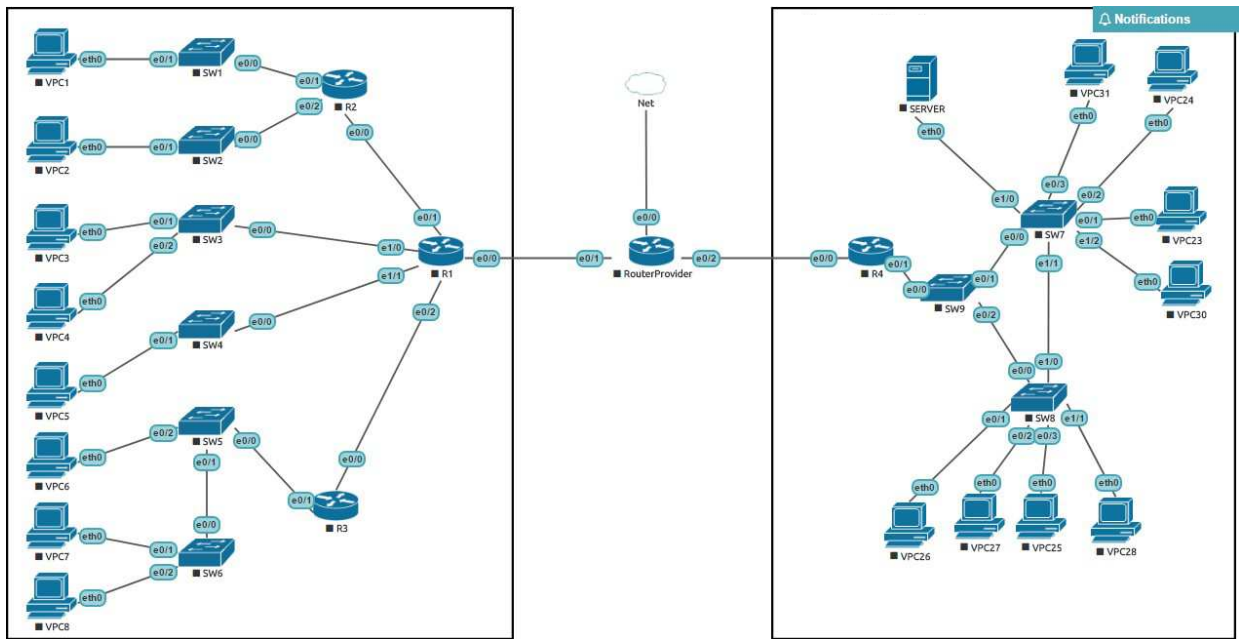 Notifications
eth0
e0/1
e0/0
VPC1
SW1
e0/1
R2
e0/2
e0/0
eth0
e0/1
e0/0
VPC2
SW2
eth0
e0/1
e0/2
e0/0
VPC3
SW3
e0/1
e1/0
R1
e0/0
e1/1
e0/2
eth0
VPC4
e0/0
SW4
eth0
e0/1
VPC5
e0/2
SW5
e0/0
e0/1
eth0
VPC6
e0/0
e0/1
R3
eth0
e0/0
e0/1
VPC7
e0/2
SW6
eth0
VPC8
Net
e0/0
e0/1
RouterProvider
e0/2
e0/0
R4
e0/1
e0/0
SW9
e0/1
e0/2
SERVER
eth0
VPC31
eth0
VPC24
eth0
e1/0
e0/3
e0/2
SW7
e0/1
eth0
VPC23
e0/0
e1/2
e1/1
eth0
VPC30
e1/0
e0/0
SW8
e0/1
e0/2
e0/3
e1/1
eth0
eth0
eth0
eth0
VPC26
VPC27
VPC25
VPC28